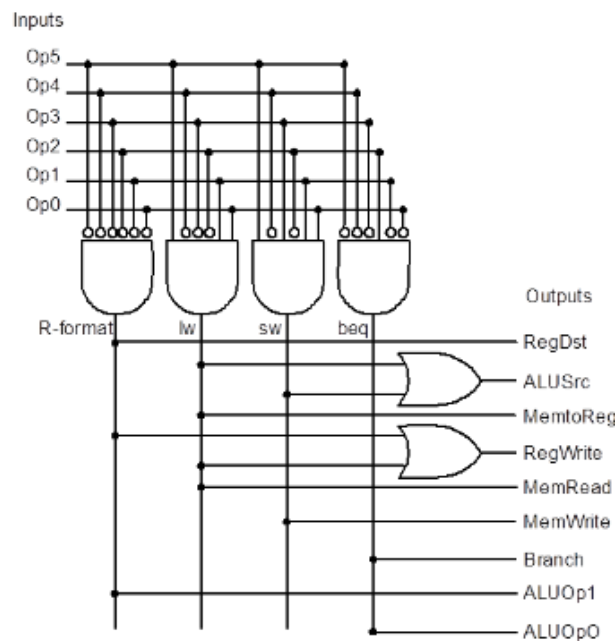 Inputs
Op5
Op4
Op3
Op2
Op1
Op0
R-format
lw
sw
beq
Outputs
RegDst
ALUSrc
MemtoReg
RegWrite
MemRead
MemWrite
Branch
ALUOp1
ALUOpO